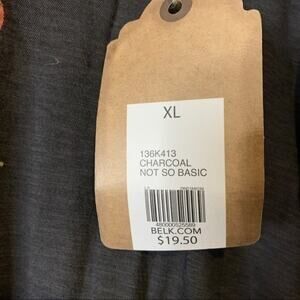 XL
136K413
CHARCOAL
NOT SO BASIC
BELK.COM
$19.50